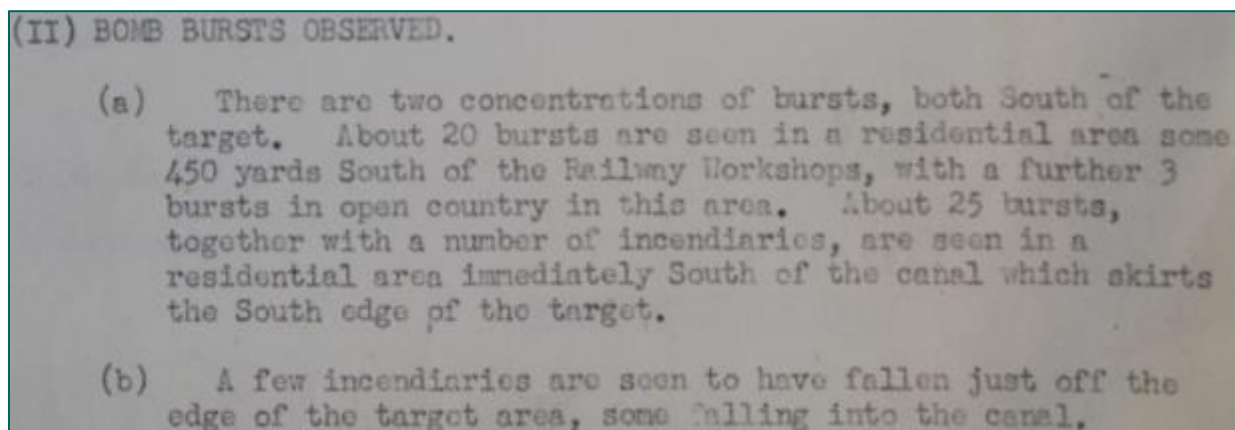 (II) BOMB BURSTS OBSERVED.
(a) There are two concentrations of bursts, both South of the
target. About 20 bursts are seen in a residential area some
450 yards South of the Railway Workshops, with a further 3
bursts in open country in this area. About 25 bursts,
together with a number of incendiaries, are seen in a
residential area immediately South of the canal which skirts
the South edge of the target.
(b) A few incendiaries are seen to have fallen just off the
edge of the target area, some falling into the canal.